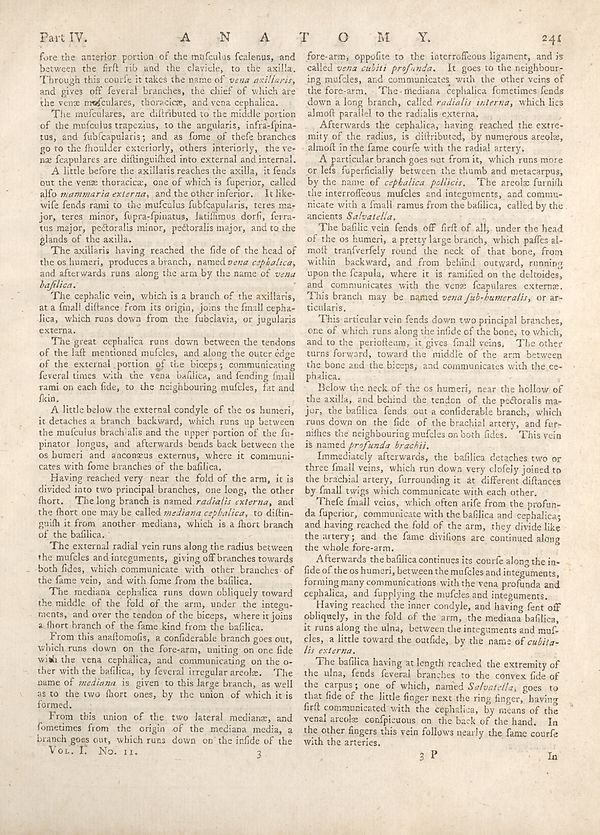 Part IV. A N A T O M Y. 241
fore the anterior portion of the muſculus ſcalenus, and
between the firſt rib and the clavicle, to the axilla.
Through this courſe it takes the name of vena axillaris,
and gives off ſeveral branches, the chief of which are
the venæ muſculares, thoracicæ, and vena cephalica.
The muſculares, are diſtributed to the middle portion
of the muſculus trapezius, to the angularis, infra-ſpina-
tus, and ſubſcapularis; and as ſome of theſe branches
go to the ſhoulder exteriorly, others interiorly, the ve-
næ ſcapulares are diſtinguiſhed into external and internal.
A little before the axillaris reaches the axilla, it ſends
out the venæ thoracicæ, one of which is ſuperior, called
alſo mammaria externa, and the other inferior. It like-
wiſe ſends rami to the muſculus ſubſcapularis, teres ma-
jor, teres minor, ſupra-ſpinatus, latiſſimus dorſi, ſerra-
tus major, pectoralis minor, pectoralis major, and to the
glands of the axilla.
The axillaris having reached the ſide of the head of
the os humeri, produces a branch, named vena cephalica,
and afterwards runs along the arm by the name of vena
baſilica.
The cephalic vein, which is a branch of the axillaris,
at a ſmall diſtance from its origin, joins the ſmall cepha-
lica, which runs down from the ſubclavia, or jugularis
externa.
The great cephalica runs down between the tendons
of the laſt mentioned muſcles, and along the outer edge
of the external portion of the biceps; communicating
ſeveral times with the vena baſilica, and ſending ſmall
rami on each ſide, to the neighbouring muſcles, fat and
ſkin.
A little below the external condyle of the os humeri,
it detaches a branch backward, which runs up between
the muſculus brachialis and the upper portion of the ſu-
pinator longus, and afterwards bends back between the
os humeri and anconæus externus, where it communi-
cates with ſome branches of the baſilica.
Having reached very near the fold of the arm, it is
divided into two principal branches, one long, the other
ſhort. The long branch is named radialis externa, and
the ſhort one may be called mediana cephalica, to diſtin-
guiſh it from another mediana, which is a ſhort branch
of the baſilica.
The external radial vein runs along the radius between
the muſcles and integuments, giving off branches towards
both ſides, which communicate with other branches of
the ſame vein, and with ſome from the baſilica.
The mediana cephalica runs down obliquely toward
the middle of the fold of the arm, under the integu-
ments, and over the tendon of the biceps, where it joins
a ſhort branch of the ſame kind from the baſilica.
From this anaſtomoſis, a conſiderable branch goes out,
which runs down on the fore-arm, uniting on one ſide
with the vena cephalica, and communicating on the o-
ther with the baſilica, by ſeveral irregular areolæ. The
name of mediana is given to this large branch, as well
as to the two ſhort ones, by the union of which it is
formed.
From this union of the two lateral medianæ, and
ſometimes from the origin of the mediana media, a
branch goes out, which runs down on the inſide of the
VOL. I. No. 11. 3
fore-arm, oppoſite to the interroſſeous ligament, and is
called vena cubiti profunda. It goes to the neighbour-
ing muſcles, and communicates with the other veins of
the fore-arm. The mediana cephalica ſometimes ſends
down a long branch, called radialis interna, which lies
almoſt parallel to the radialis externa.
Afterwards the cephalica, having reached the extre-
mity of the radius, is diſtributed, by numerous areolæ,
almoſt in the ſame courſe with the radial artery.
A particular branch goes out from it, which runs more
or leſs ſuperficially between the thumb and metacarpus,
by the name of cephalica pollicis. The areolæ furniſh
the interroſſeous muſcles and integuments, and commu-
nicate with a ſmall ramus from the baſilica, called by the
ancients Salvatella.
The baſilic vein ſends off firſt of all, under the head
of the os humeri, a pretty large branch, which paſſes al-
moſt tranſverſely round the neck of that bone, from
within backward, and from behind outward, running
upon the ſcapula, where it is ramified on the deltoides,
and communicates with the venæ ſcapulares externæ.
This branch may be named vena ſub-humeralis, or ar-
ticularis.
This articular vein ſends down two principal branches,
one of which runs along the inſide of the bone, to which,
and to the perioſteum, it gives ſmall veins. The other
turns forward, toward the middle of the arm between
the bone and the biceps, and communicates with the ce-
phalica.
Below the neck of the os humeri, near the hollow of
the axilla, and behind the tendon of the pectoralis ma-
jor, the baſilica ſends out a conſiderable branch, which
runs down on the ſide of the brachial artery, and fur-
niſhes the neighbouring muſcles on both ſides. This vein
is named profunda brachii.
Immediately afterwards, the baſilica detaches two or
three ſmall veins, which run down very cloſely joined to
the brachial artery, ſurrounding it at different diſtances
by ſmall twigs which communicate with each other.
Theſe ſmall veins, which often ariſe from the profun-
da ſuperior, communicate with the baſilica and cephalica;
and having reached the fold of the arm, they divide like
the artery; and the ſame diviſions are continued along
the whole fore-arm.
Afterwards the baſilica continues its courſe along the in-
ſide of the os humeri, between the muſcles and integuments,
forming many communications with the vena profunda and
cephalica, and ſupplying the muſcles and integuments.
Having reached the inner condyle, and having ſent off
obliquely, in the fold of the arm, the mediana baſilica,
it runs along the ulna, between the integuments and muſ-
cles, a little toward the outſide, by the name of cubita-
lis externa.
The baſilica having at length reached the extremity of
the ulna, ſends ſeveral branches to the convex ſide of
the carpus; one of which, named Salvatella, goes to
that ſide of the little finger next the ring finger, having
firſt communicated with the cephalica, by means of the
venal areolæ conſpicuous on the back of the hand. In
the other fingers this vein follows nearly the ſame courſe
with the arteries.
3 P In